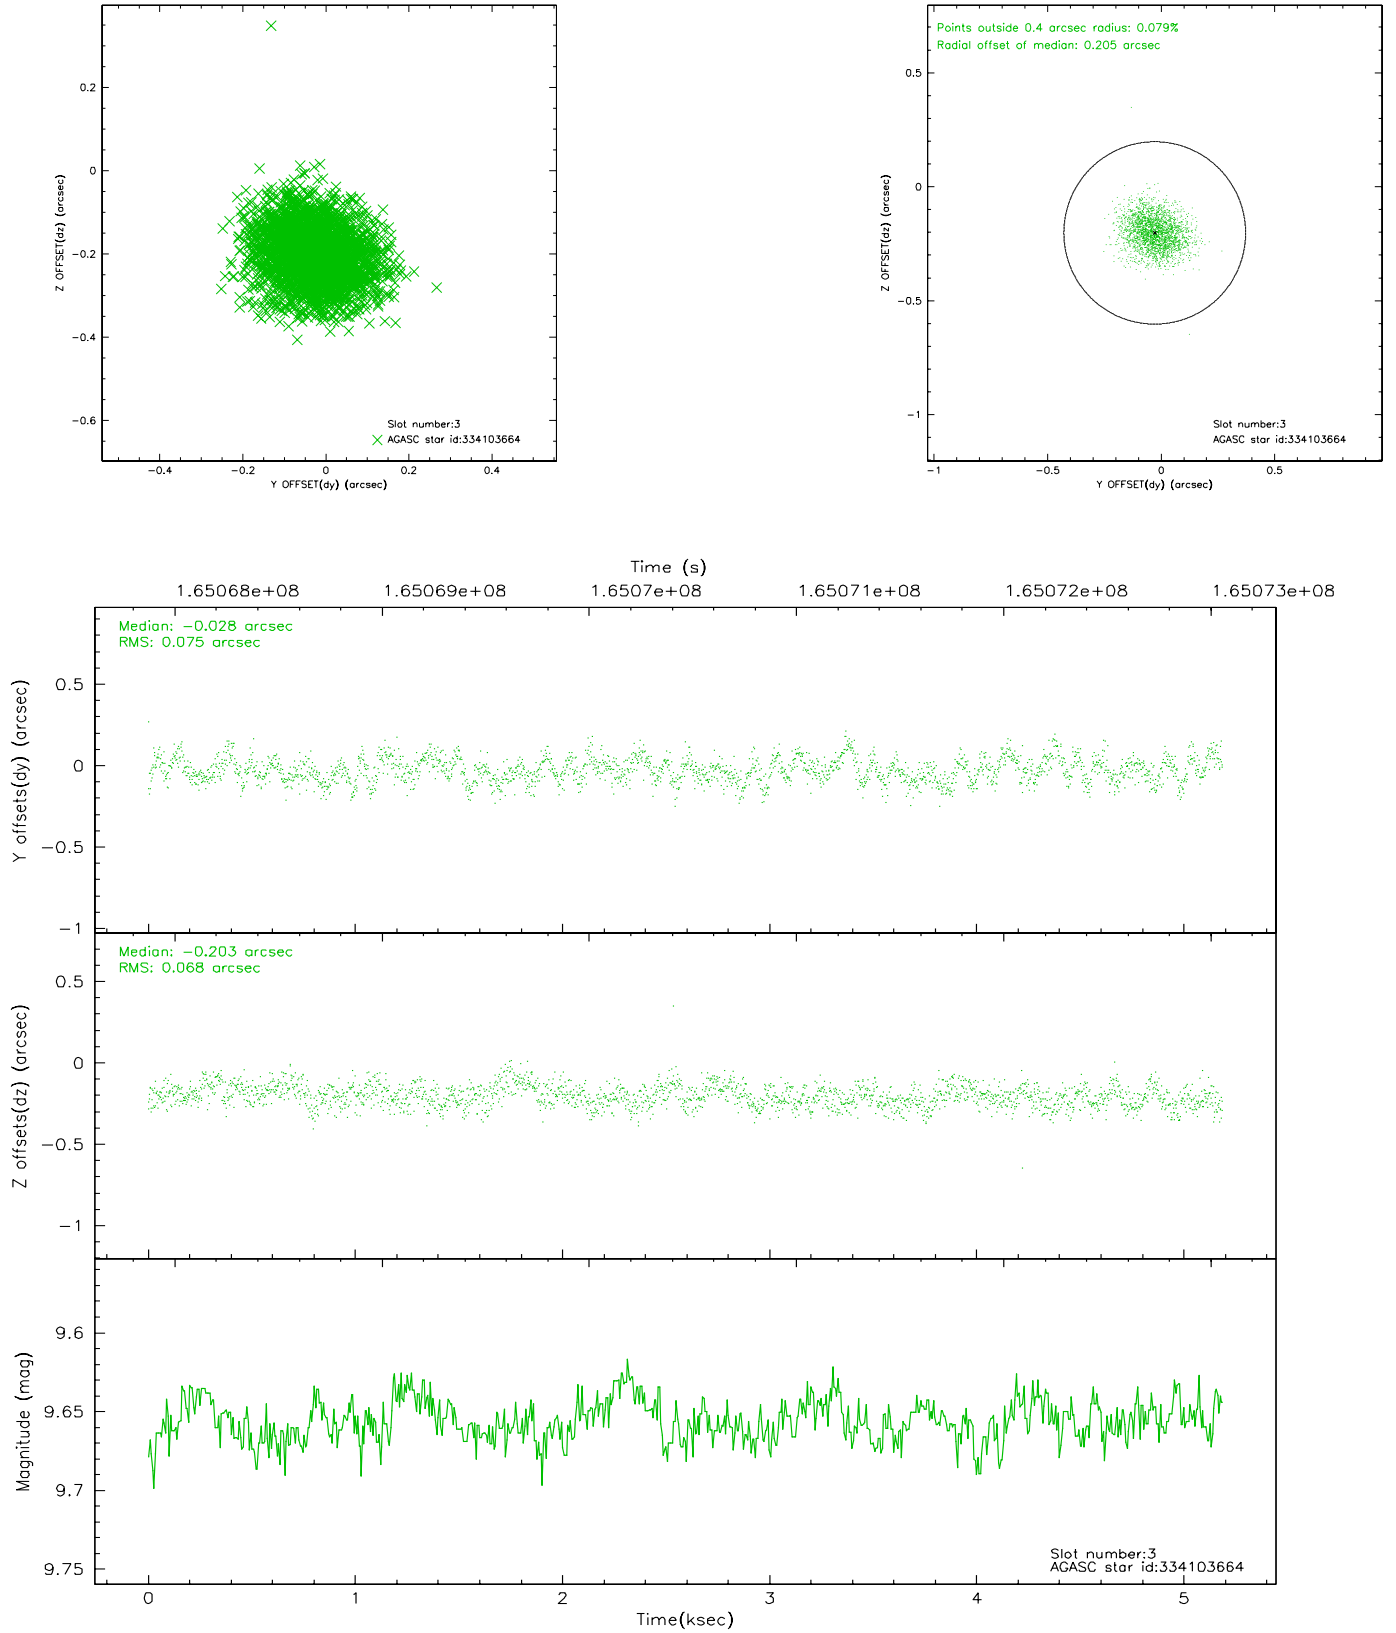 0.2
0
−0.2
−0.4
−0.6
Z OFFSET(dz) (arcsec)
−0.4 −0.2 0 0.2 0.4
Y OFFSET(dy) (arcsec)
Slot number:3
AGASC star id:334103664
Points outside 0.4 arcsec radius: 0.079%
Radial offset of median: 0.205 arcsec
0.5
0
−0.5
−1
Z OFFSET(dz) (arcsec)
−1 −0.5 0 0.5
Y OFFSET(dy) (arcsec)
Slot number:3
AGASC star id:334103664
Time (s)
1.65068e+08 1.65069e+08 1.6507e+08 1.65071e+08 1.65072e+08 1.65073e+08
Median: −0.028 arcsec
RMS: 0.075 arcsec
0.5
0
−0.5
−1
Y offsets(dy) (arcsec)
Median: −0.203 arcsec
RMS: 0.068 arcsec
0.5
0
−0.5
−1
Z offsets(dz) (arcsec)
9.6
9.65
9.7
9.75
Magnitude (mag)
Slot number:3
AGASC star id:334103664
0 1 2 3 4 5
Time(ksec)